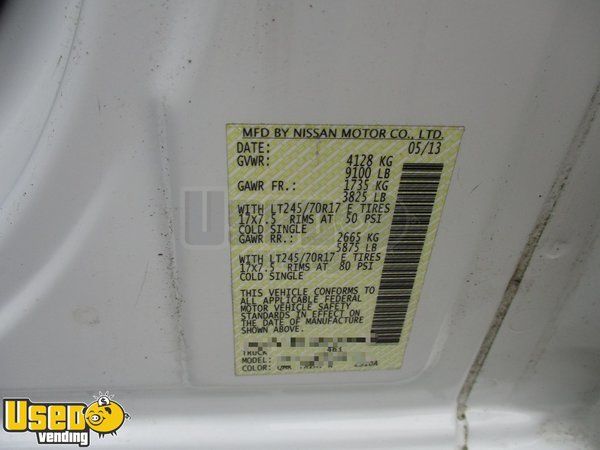 MFD BY NISSAN MOTOR CO., LTD.
DATE: 05/13
GVWR: 4128 KG
9100 LB
GAWR FR.: 1735 KG
3825 LB
WITH LT245/70R17 E TIRES
17X7.5 RIMS AT 50 PSI
COLD SINGLE
GAWR RR.: 2665 KG
5875 LB
WITH LT245/70R17 E TIRES
17X7.5 RIMS AT 80 PSI
COLD SINGLE
THIS VEHICLE CONFORMS TO
ALL APPLICABLE FEDERAL
MOTOR VEHICLE SAFETY
STANDARDS IN EFFECT ON
THE DATE OF MANUFACTURE
SHOWN ABOVE.
TRUCK
MODEL:
COLOR: QMK
Used
vending